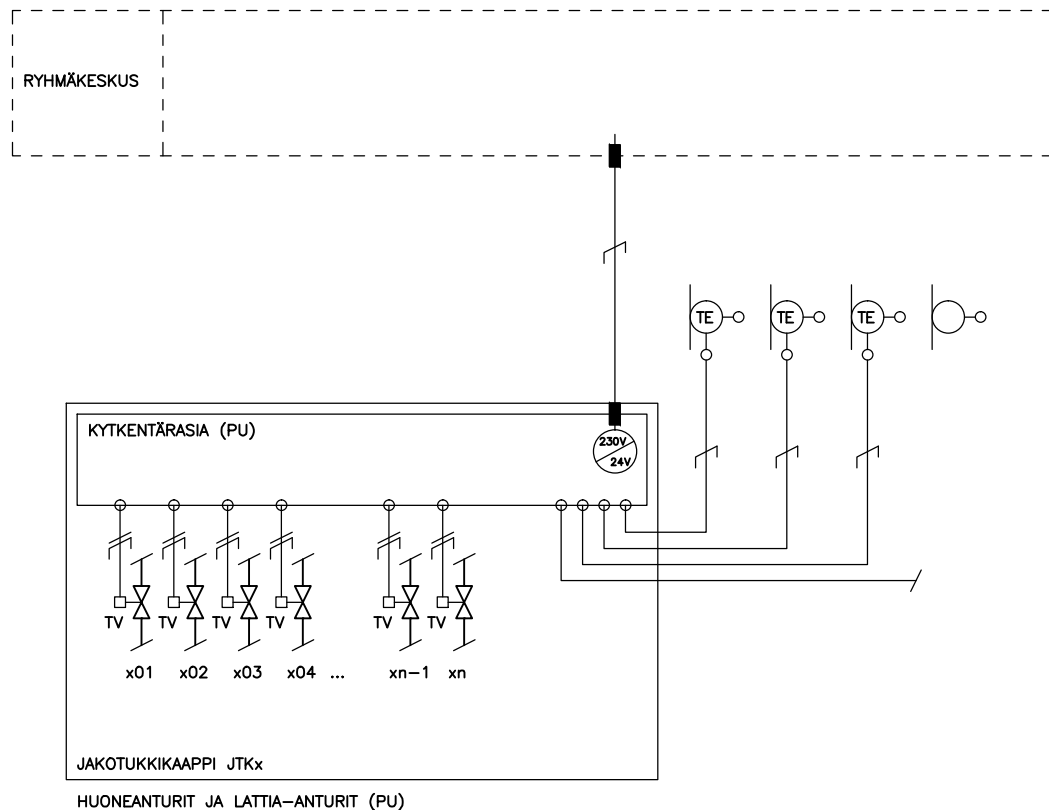 RYHMÄKESKUS
TE TE TE
KYTKENTÄRASIA (PU)
230V
24V
TV TV TV TV TV TV
x01 x02 x03 x04 ... xn-1 xn
JAKOTUKKIKAAPPI JTKx
HUONEANTURIT JA LATTIA-ANTURIT (PU)